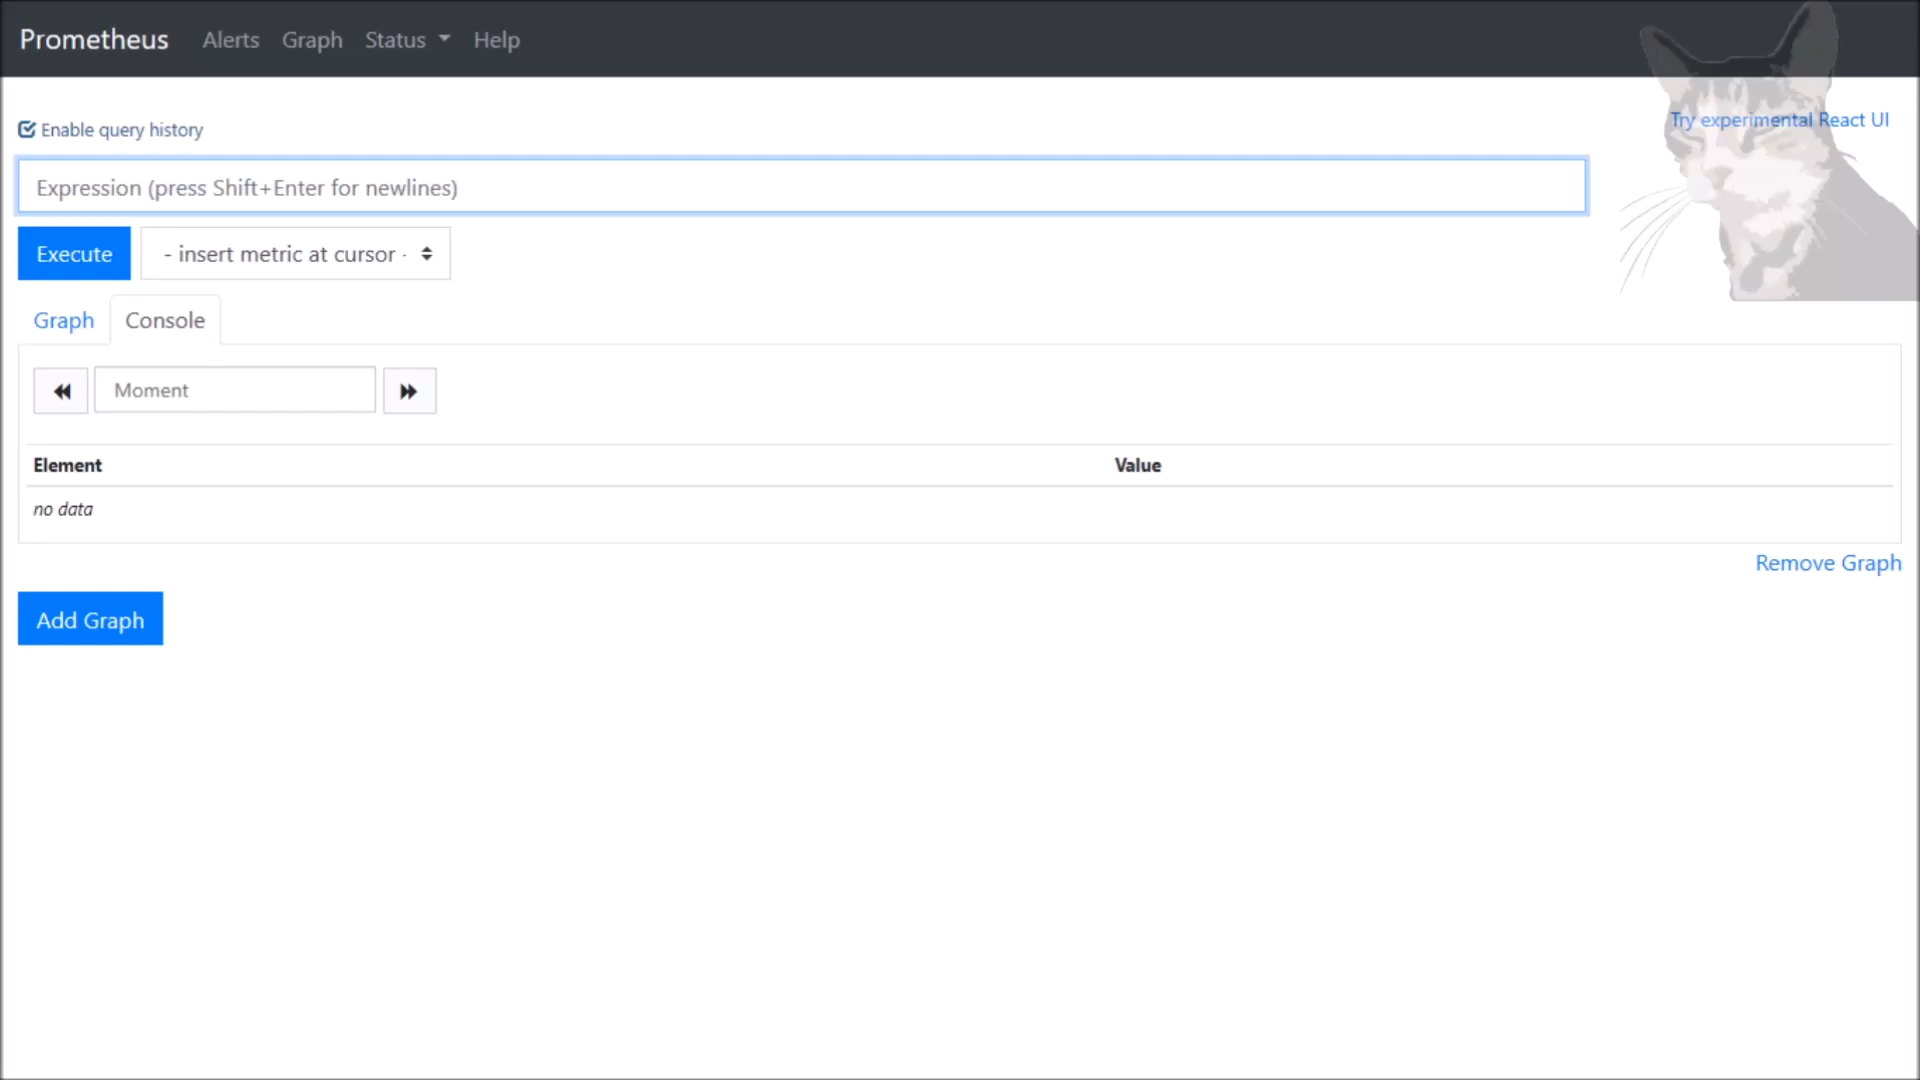 Prometheus Alerts Graph Status Help
Enable query history
Try experimental React UI
Expression (press Shift+Enter for newlines)
Execute - insert metric at cursor -
Graph Console
Moment
Element Value
no data
Remove Graph
Add Graph